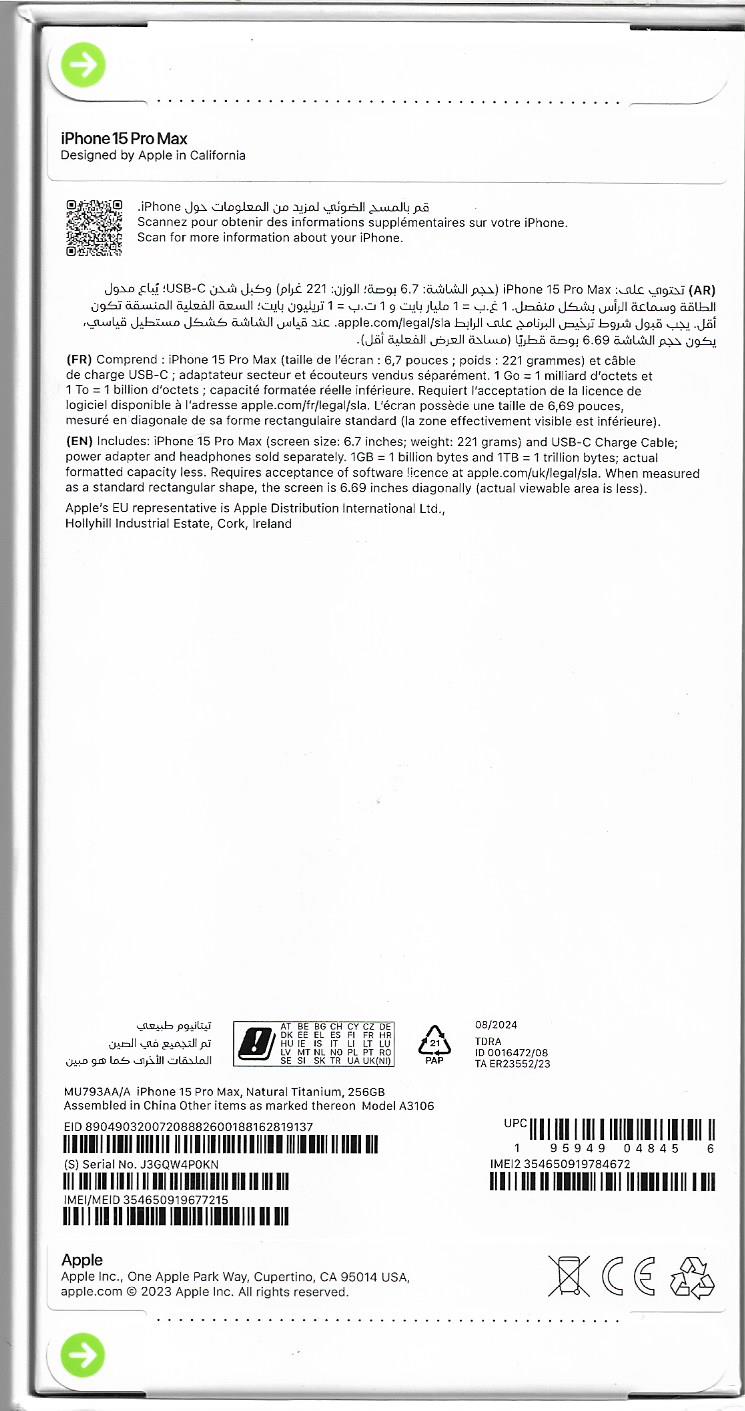 iPhone 15 Pro Max
Designed by Apple in California
قم بالمسح الضوئي لمزيد من المعلومات حول iPhone.
Scannez pour obtenir des informations supplémentaires sur votre iPhone.
Scan for more information about your iPhone.
(AR) تحتوي على: iPhone 15 Pro Max (حجم الشاشة: 6.7 بوصة؛ الوزن: 221 غرام) وكبل شحن USB-C؛ يُباع محول
الطاقة وسماعة الرأس بشكل منفصل. 1 غ.ب = 1 مليار بايت و 1 ت.ب = 1 تريليون بايت؛ السعة الفعلية المنسقة تكون
أقل. يجب قبول شروط ترخيص البرنامج على الرابط apple.com/legal/sla. عند قياس الشاشة كشكل مستطيل قياسي،
يكون حجم الشاشة 6.69 بوصة قطريًا (مساحة العرض الفعلية أقل).
(FR) Comprend : iPhone 15 Pro Max (taille de l'écran : 6,7 pouces ; poids : 221 grammes) et câble
de charge USB-C ; adaptateur secteur et écouteurs vendus séparément. 1 Go = 1 milliard d'octets et
1 To = 1 billion d'octets ; capacité formatée réelle inférieure. Requiert l'acceptation de la licence de
logiciel disponible à l'adresse apple.com/fr/legal/sla. L'écran possède une taille de 6,69 pouces,
mesuré en diagonale de sa forme rectangulaire standard (la zone effectivement visible est inférieure).
(EN) Includes: iPhone 15 Pro Max (screen size: 6.7 inches; weight: 221 grams) and USB-C Charge Cable;
power adapter and headphones sold separately. 1GB = 1 billion bytes and 1TB = 1 trillion bytes; actual
formatted capacity less. Requires acceptance of software licence at apple.com/uk/legal/sla. When measured
as a standard rectangular shape, the screen is 6.69 inches diagonally (actual viewable area is less).
Apple's EU representative is Apple Distribution International Ltd.,
Hollyhill Industrial Estate, Cork, Ireland
تيتانيوم طبيعي
تم التجميع في الصين
الملحقات الأخرى كما هو مبين
AT BE BG CH CY CZ DE
DK EE EL ES FI FR HR
HU IE IS IT LI LT LU
LV MT NL NO PL PT RO
SE SI SK TR UA UK(NI)
21
PAP
08/2024
TDRA
ID 0016472/08
TA ER23552/23
MU793AA/A iPhone 15 Pro Max, Natural Titanium, 256GB
Assembled in China Other items as marked thereon Model A3106
EID 89049032007208882600188162819137
UPC
1 95949 04845 6
(S) Serial No. J3GQW4P0KN
IMEI2 354650919784672
IMEI/MEID 354650919677215
Apple
Apple Inc., One Apple Park Way, Cupertino, CA 95014 USA,
apple.com © 2023 Apple Inc. All rights reserved.
CE